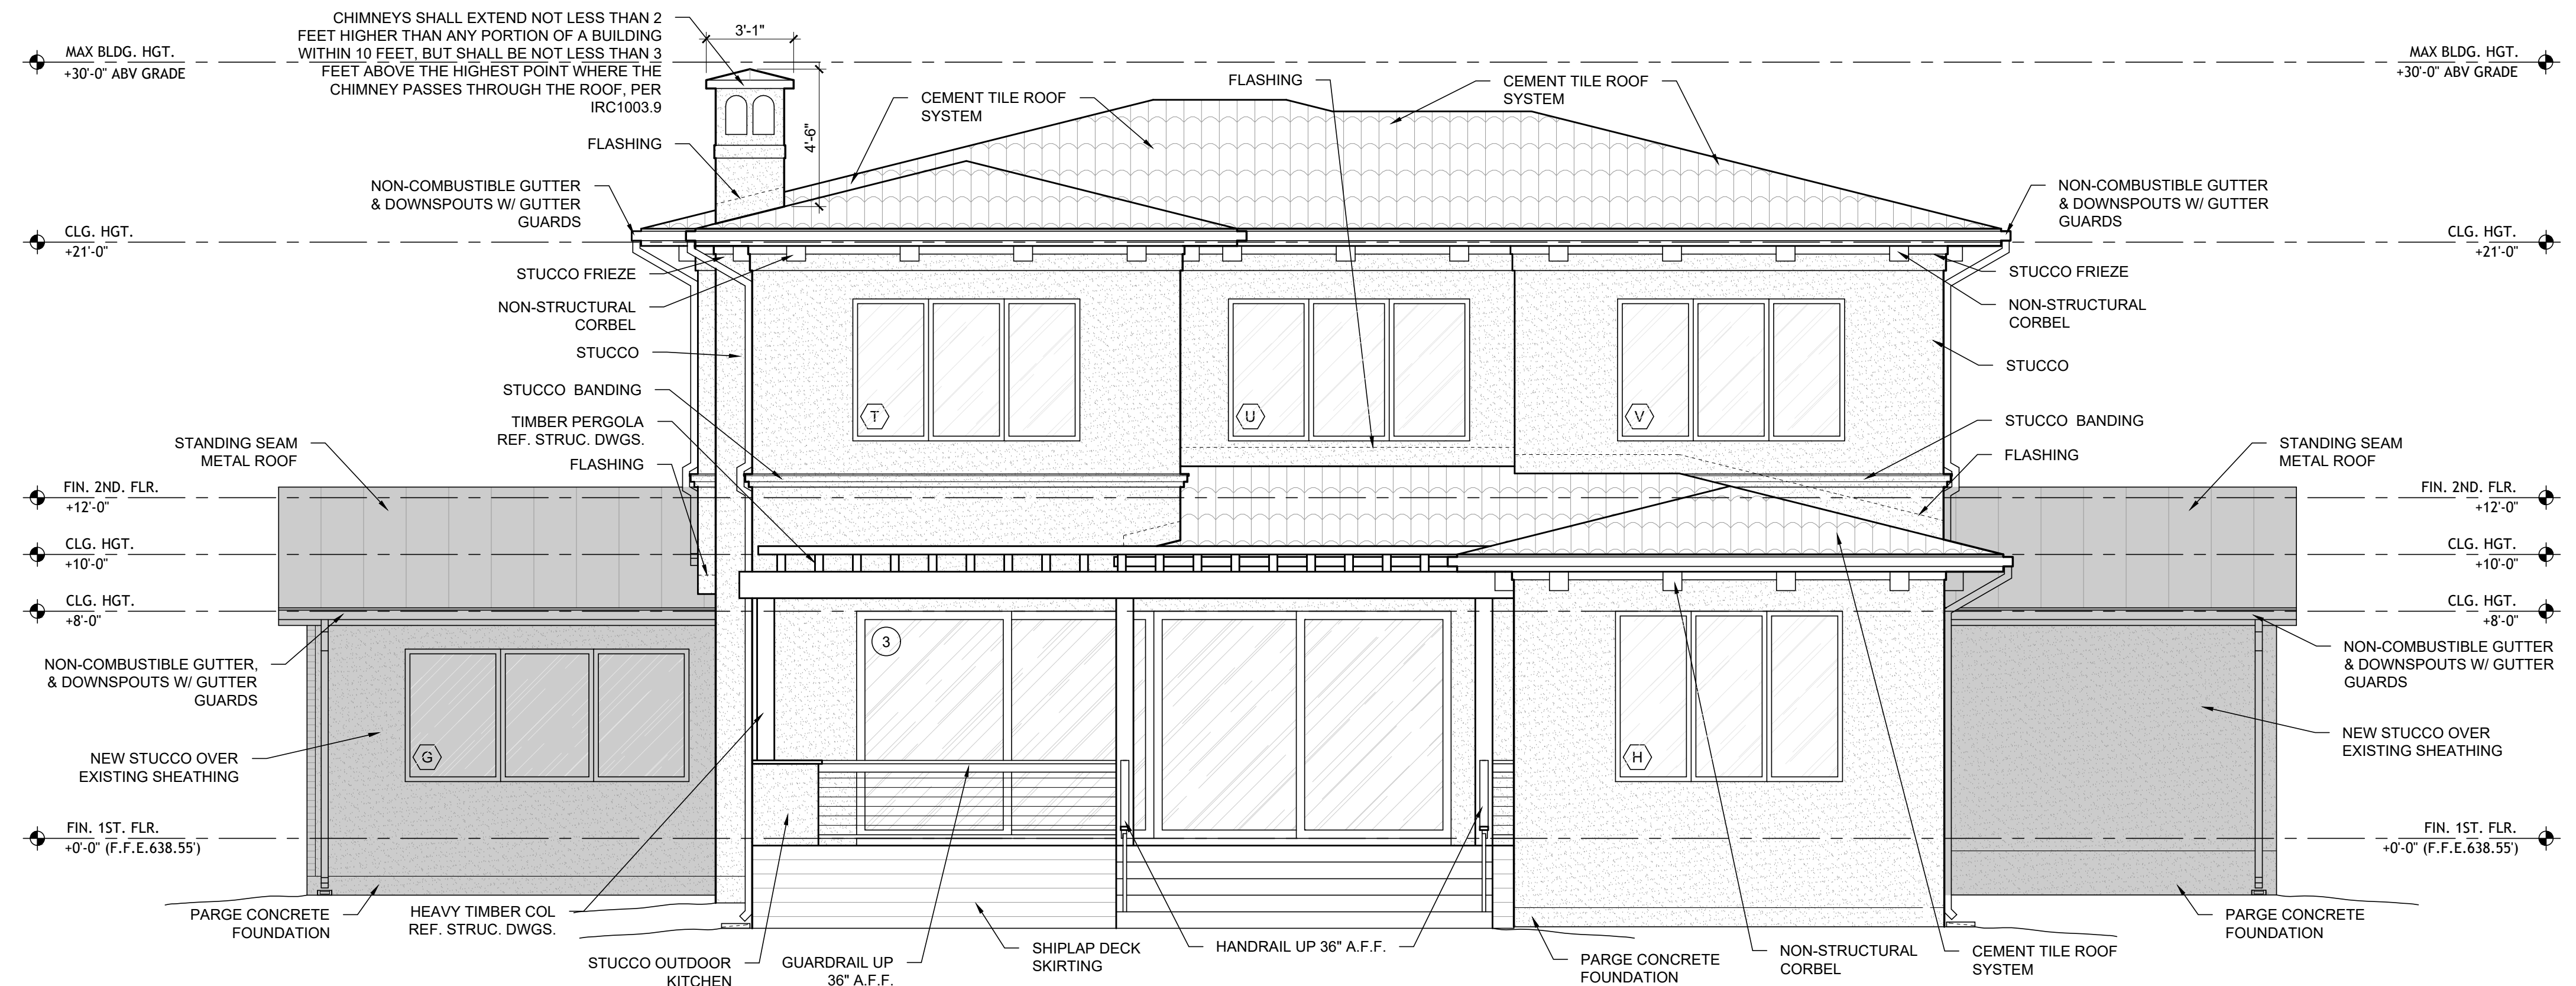 CHIMNEYS SHALL EXTEND NOT LESS THAN 2
FEET HIGHER THAN ANY PORTION OF A BUILDING
WITHIN 10 FEET, BUT SHALL BE NOT LESS THAN 3
FEET ABOVE THE HIGHEST POINT WHERE THE
CHIMNEY PASSES THROUGH THE ROOF, PER
IRC1003.9
3'-1"
4'-6"
MAX BLDG. HGT.
+30'-0" ABV GRADE
FLASHING
NON-COMBUSTIBLE GUTTER
& DOWNSPOUTS W/ GUTTER
GUARDS
CLG. HGT.
+21'-0"
STUCCO FRIEZE
NON-STRUCTURAL
CORBEL
STUCCO
STUCCO BANDING
TIMBER PERGOLA
REF. STRUC. DWGS.
FLASHING
STANDING SEAM
METAL ROOF
FIN. 2ND. FLR.
+12'-0"
CLG. HGT.
+10'-0"
CLG. HGT.
+8'-0"
NON-COMBUSTIBLE GUTTER,
& DOWNSPOUTS W/ GUTTER
GUARDS
NEW STUCCO OVER
EXISTING SHEATHING
FIN. 1ST. FLR.
+0'-0" (F.F.E.638.55')
PARGE CONCRETE
FOUNDATION
HEAVY TIMBER COL
REF. STRUC. DWGS.
STUCCO OUTDOOR
KITCHEN
GUARDRAIL UP
36" A.F.F.
SHIPLAP DECK
SKIRTING
HANDRAIL UP 36" A.F.F.
CEMENT TILE ROOF
SYSTEM
FLASHING
CEMENT TILE ROOF
SYSTEM
T
U
V
G
3
H
MAX BLDG. HGT.
+30'-0" ABV GRADE
NON-COMBUSTIBLE GUTTER
& DOWNSPOUTS W/ GUTTER
GUARDS
CLG. HGT.
+21'-0"
STUCCO FRIEZE
NON-STRUCTURAL
CORBEL
STUCCO
STUCCO BANDING
FLASHING
STANDING SEAM
METAL ROOF
FIN. 2ND. FLR.
+12'-0"
CLG. HGT.
+10'-0"
CLG. HGT.
+8'-0"
NON-COMBUSTIBLE GUTTER
& DOWNSPOUTS W/ GUTTER
GUARDS
NEW STUCCO OVER
EXISTING SHEATHING
FIN. 1ST. FLR.
+0'-0" (F.F.E.638.55')
PARGE CONCRETE
FOUNDATION
NON-STRUCTURAL
CORBEL
CEMENT TILE ROOF
SYSTEM
PARGE CONCRETE
FOUNDATION